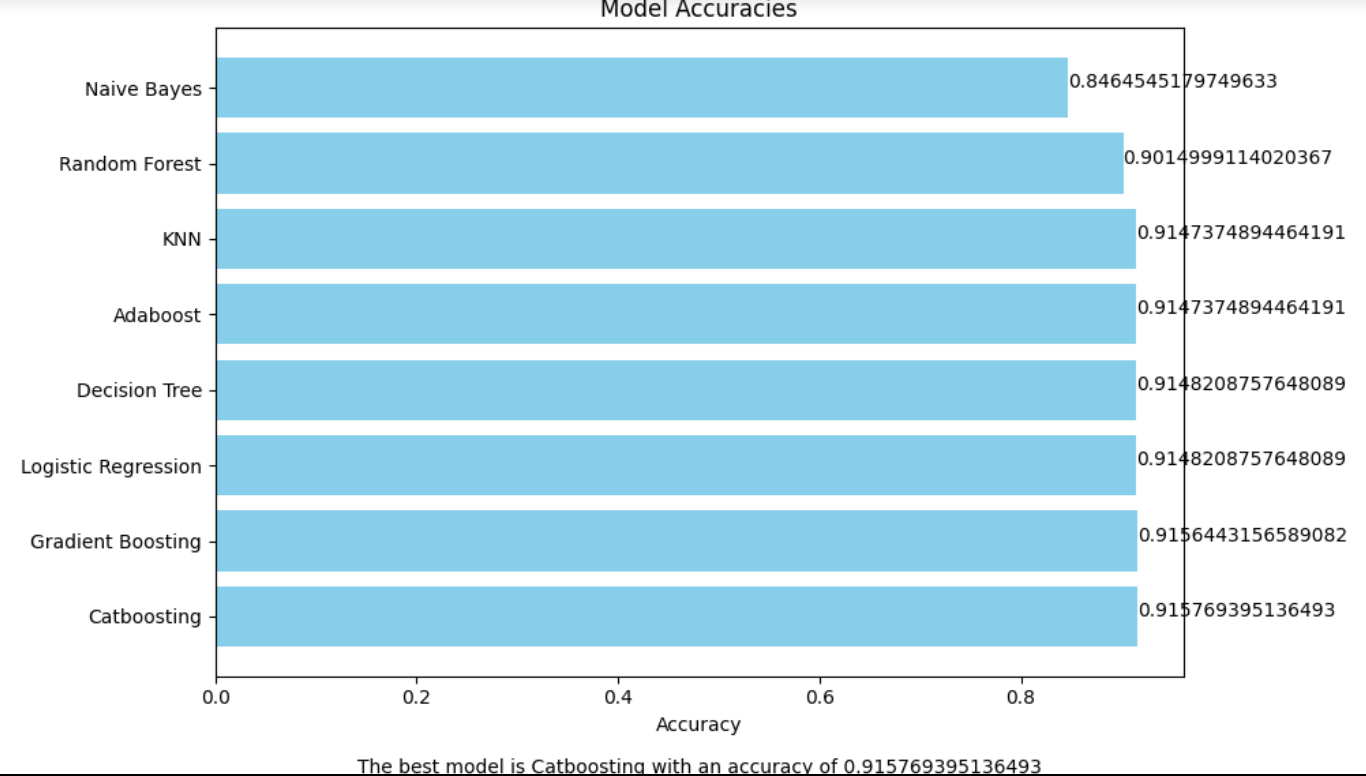 Model Accuracies
Naive Bayes 0.8464545179749633
Random Forest 0.9014999114020367
KNN 0.9147374894464191
Adaboost 0.9147374894464191
Decision Tree 0.9148208757648089
Logistic Regression 0.9148208757648089
Gradient Boosting 0.9156443156589082
Catboosting 0.915769395136493
0.0 0.2 0.4 0.6 0.8
Accuracy
The best model is Catboosting with an accuracy of 0.915769395136493